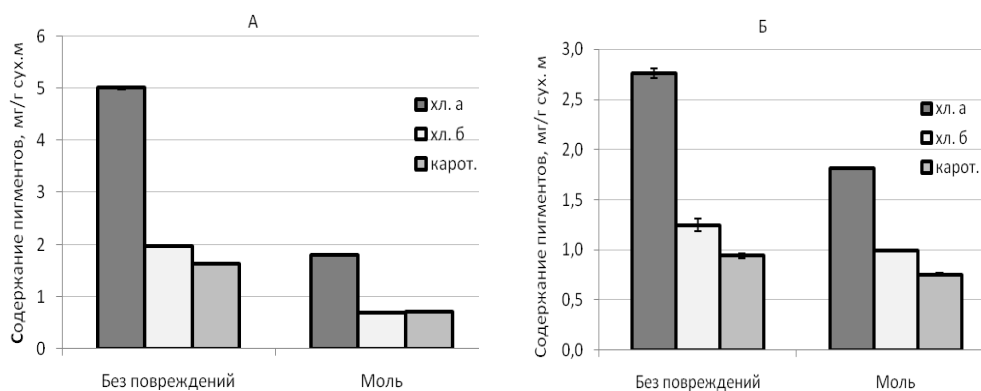 А
Содержание пигментов, мг/г сух.м
6
5
4
3
2
1
0
хл. а
хл. б
карот.
Без повреждений
Моль
Б
Содержание пигментов, мг/г сух. м
3,0
2,5
2,0
1,5
1,0
0,5
0,0
хл. а
хл. б
карот.
Без повреждений
Моль